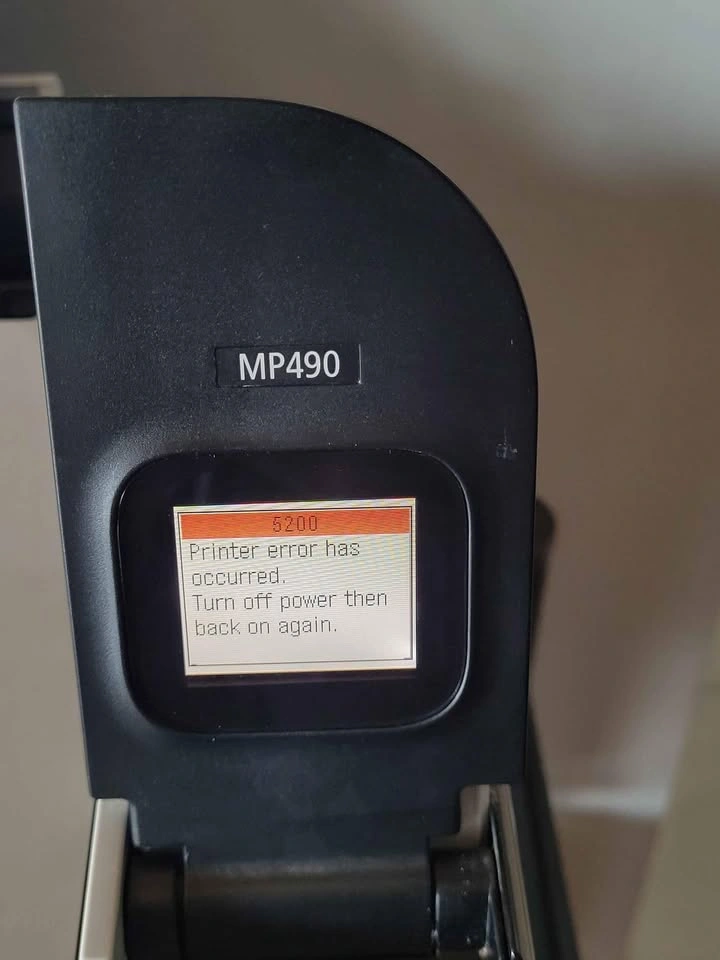 MP490
5200
Printer error has
occurred.
Turn off power then
back on again.